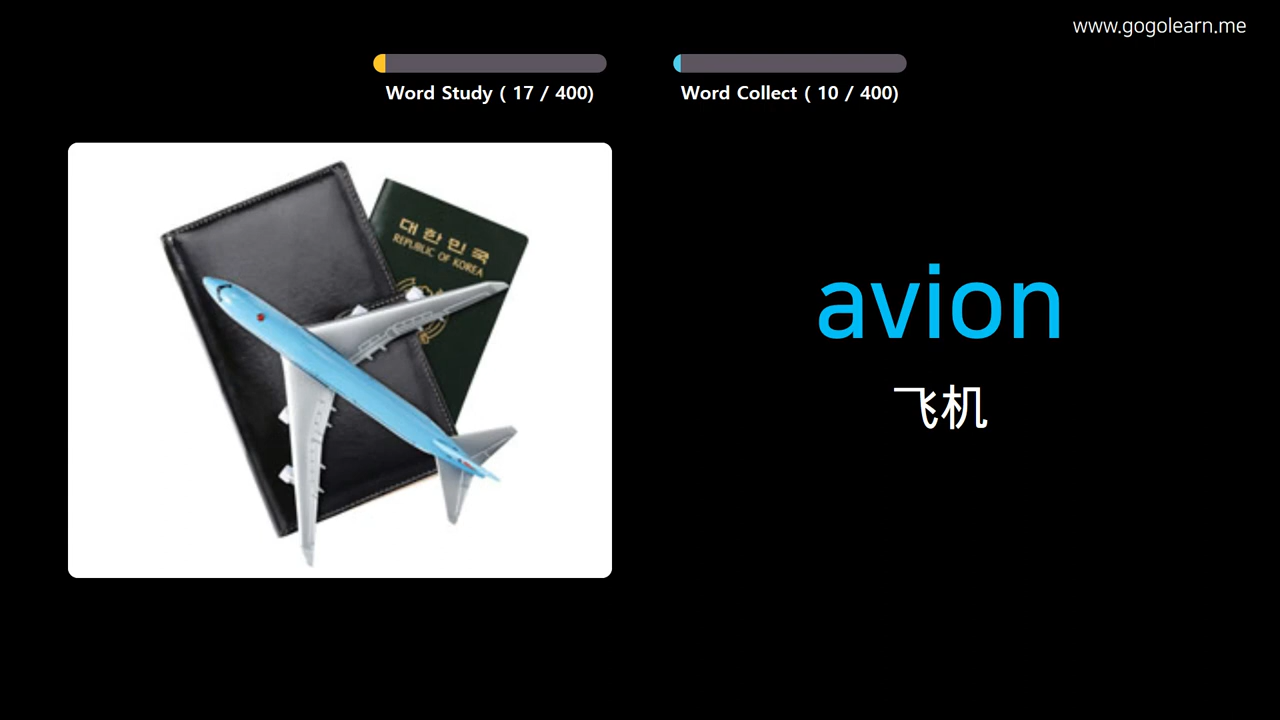 www.gogolearn.me
Word Study ( 17 / 400)
Word Collect ( 10 / 400)
대한민국
REPUBLIC OF KOREA
avion
飞机